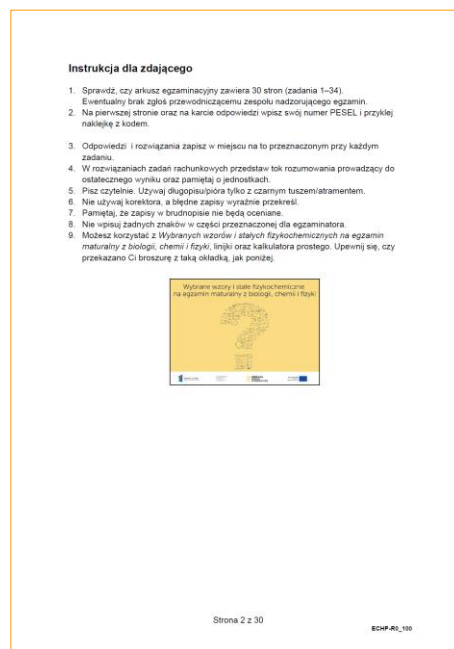 Instrukcja dla zdającego
1. Sprawdź, czy arkusz egzaminacyjny zawiera 30 stron (zadania 1–34).
Ewentualny brak zgłoś przewodniczącemu zespołu nadzorującego egzamin.
2. Na pierwszej stronie oraz na karcie odpowiedzi wpisz swój numer PESEL i przyklej
naklejkę z kodem.
3. Odpowiedzi i rozwiązania zapisz w miejscu na to przeznaczonym przy każdym
zadaniu.
4. W rozwiązaniach zadań rachunkowych przedstaw tok rozumowania prowadzący do
ostatecznego wyniku oraz pamiętaj o jednostkach.
5. Pisz czytelnie. Używaj długopisu/pióra tylko z czarnym tuszem/atramentem.
6. Nie używaj korektora, a błędne zapisy wyraźnie przekreśl.
7. Pamiętaj, że zapisy w brudnopisie nie będą oceniane.
8. Nie wpisuj żadnych znaków w części przeznaczonej dla egzaminatora.
9. Możesz korzystać z Wybranych wzorów i stałych fizykochemicznych na egzamin
maturalny z biologii, chemii i fizyki, linijki oraz kalkulatora prostego. Upewnij się, czy
przekazano Ci broszurę z taką okładką, jak poniżej.
Wybrane wzory i stałe fizykochemiczne
na egzamin maturalny z biologii, chemii i fizyki
Strona 2 z 30
ECHP-R0_100